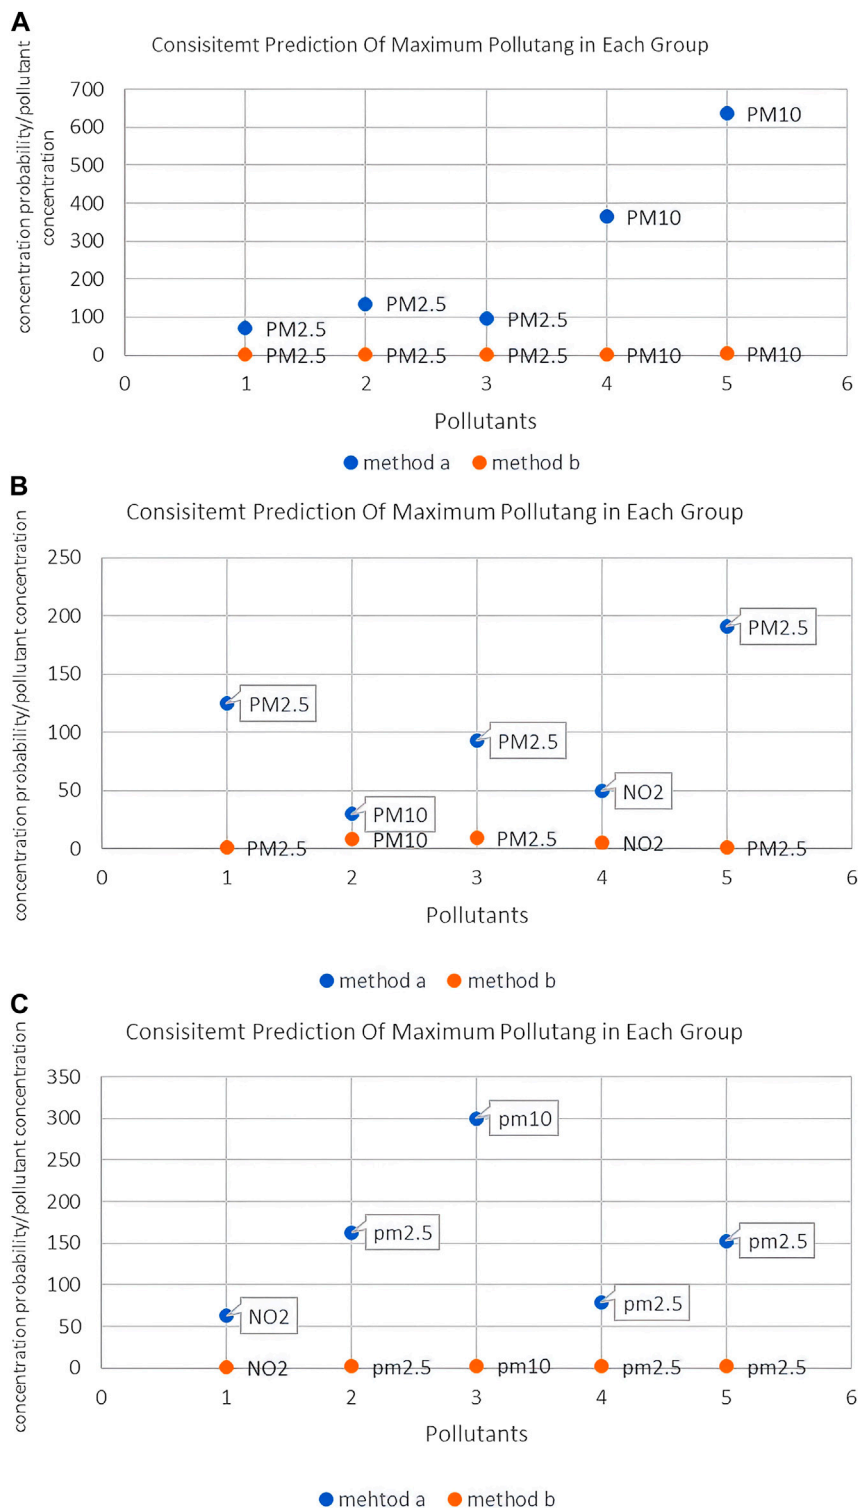 A
Consisitemt Prediction Of Maximum Pollutang in Each Group
concentration probability/pollutant
concentration
700
600
500
400
300
200
100
0
PM10
PM10
PM2.5
PM2.5
PM2.5
PM2.5
PM2.5
PM2.5
PM10
PM10
0 1 2 3 4 5 6
Pollutants
method a method b
B
Consisitemt Prediction Of Maximum Pollutang in Each Group
concentration probability/pollutant concentration
250
200
150
100
50
0
PM2.5
PM2.5
PM2.5
NO2
PM10
PM2.5
PM10
PM2.5
NO2
PM2.5
0 1 2 3 4 5 6
Pollutants
method a method b
C
Consisitemt Prediction Of Maximum Pollutang in Each Group
concentration probability/pollutant concentration
350
300
250
200
150
100
50
0
pm10
pm2.5
pm2.5
pm2.5
NO2
NO2
pm2.5
pm10
pm2.5
pm2.5
0 1 2 3 4 5 6
Pollutants
mehtod a method b